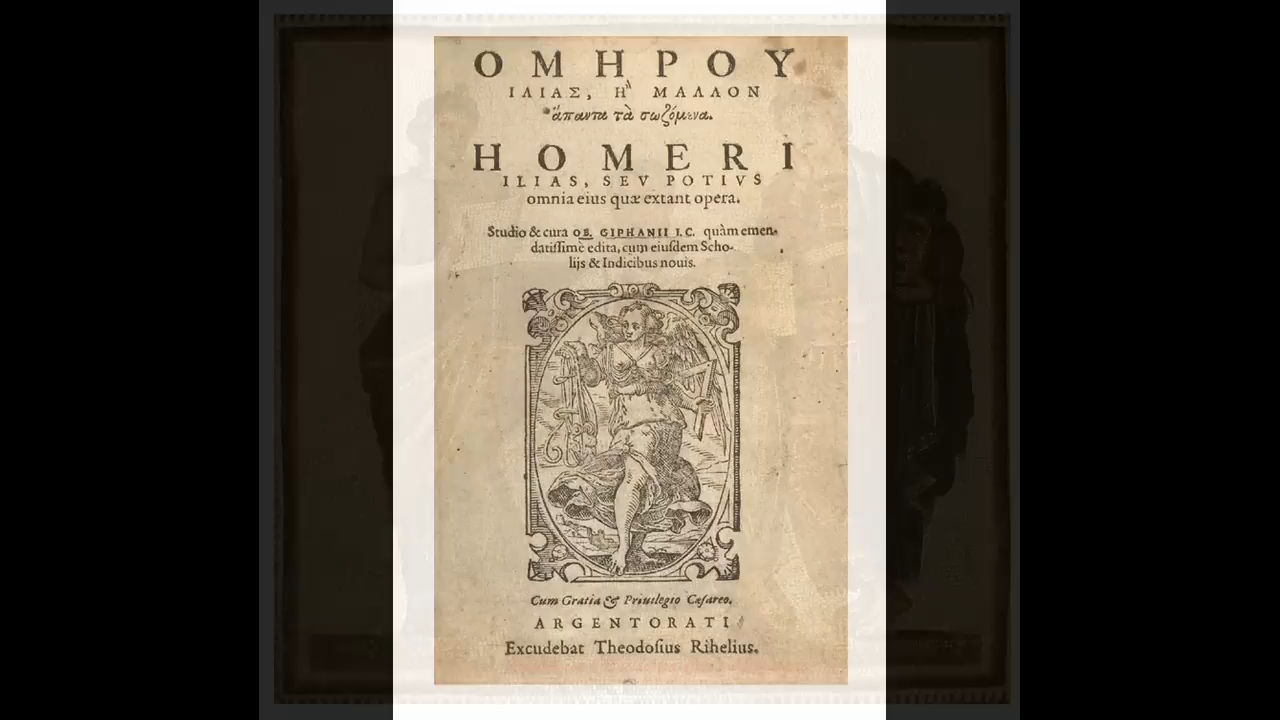 ΟΜΗΡΟΥ
ΙΛΙΑΣ, Ἢ ΜΑΛΛΟΝ
ἅπαντα τὰ σωζόμενα.
HOMERI
ILIAS, SEV POTIVS
omnia eius quæ extant opera.
Studio & cura OB. GIPHANII I.C. quàm emen-
datissimè edita, cum eiusdem Scho-
lijs & Indicibus nouis.
Cum Gratia & Priuilegio Cæsareo.
ARGENTORATI
Excudebat Theodosius Rihelius.